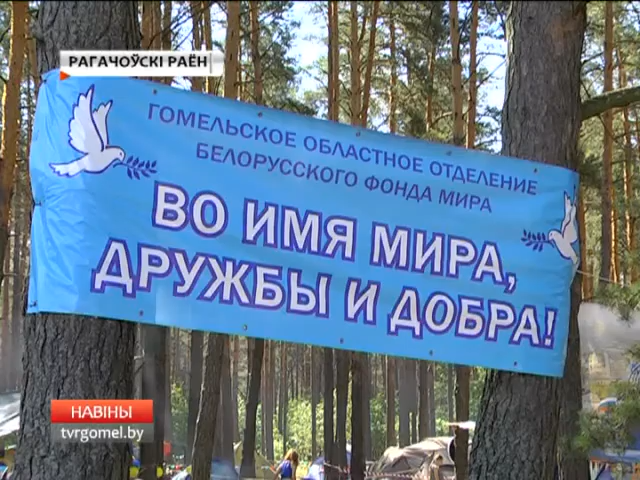 РАГАЧОЎСКІ РАЁН
ГОМЕЛЬСКОЕ ОБЛАСТНОЕ ОТДЕЛЕНИЕ
БЕЛОРУССКОГО ФОНДА МИРА
ВО ИМЯ МИРА,
ДРУЖБЫ И ДОБРА!
НАВІНЫ
tvrgomel.by